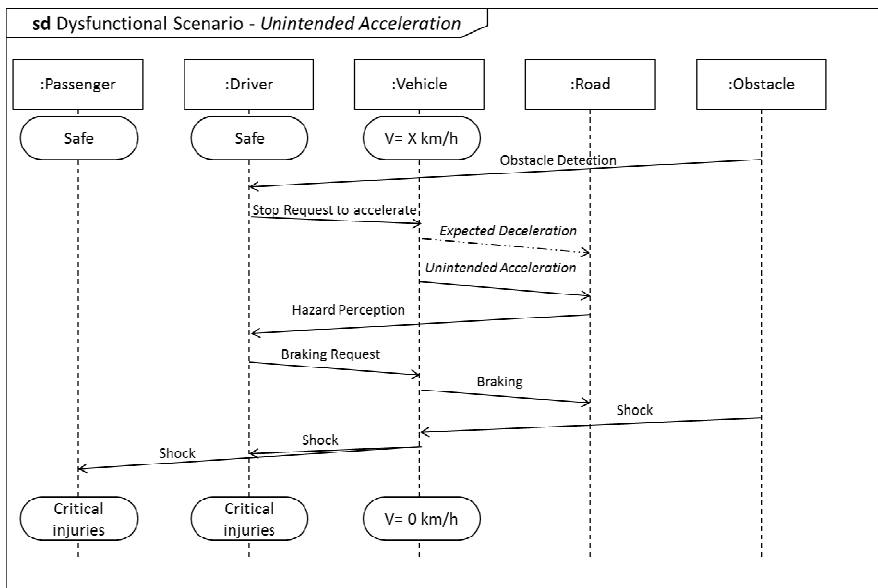 sd Dysfunctional Scenario - Unintended Acceleration
:Passenger
:Driver
:Vehicle
:Road
:Obstacle
Safe
Safe
V= X km/h
Obstacle Detection
Stop Request to accelerate
Expected Deceleration
Unintended Acceleration
Hazard Perception
Braking Request
Braking
Shock
Shock
Shock
Critical
injuries
Critical
injuries
V= 0 km/h